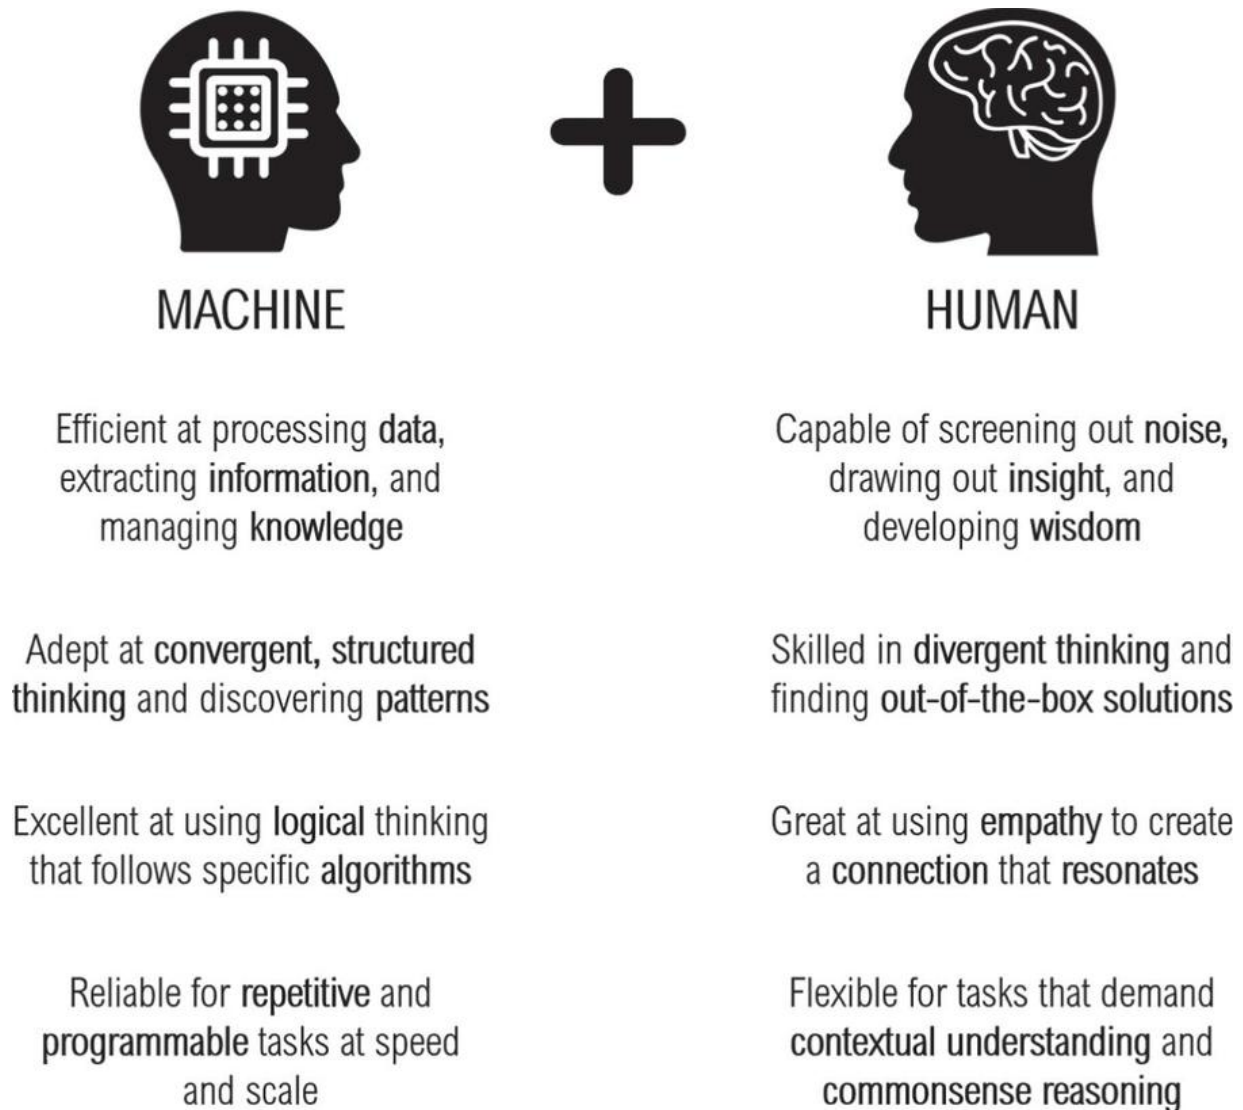 MACHINE
Efficient at processing data,
extracting information, and
managing knowledge
Adept at convergent, structured
thinking and discovering patterns
Excellent at using logical thinking
that follows specific algorithms
Reliable for repetitive and
programmable tasks at speed
and scale
HUMAN
Capable of screening out noise,
drawing out insight, and
developing wisdom
Skilled in divergent thinking and
finding out-of-the-box solutions
Great at using empathy to create
a connection that resonates
Flexible for tasks that demand
contextual understanding and
commonsense reasoning